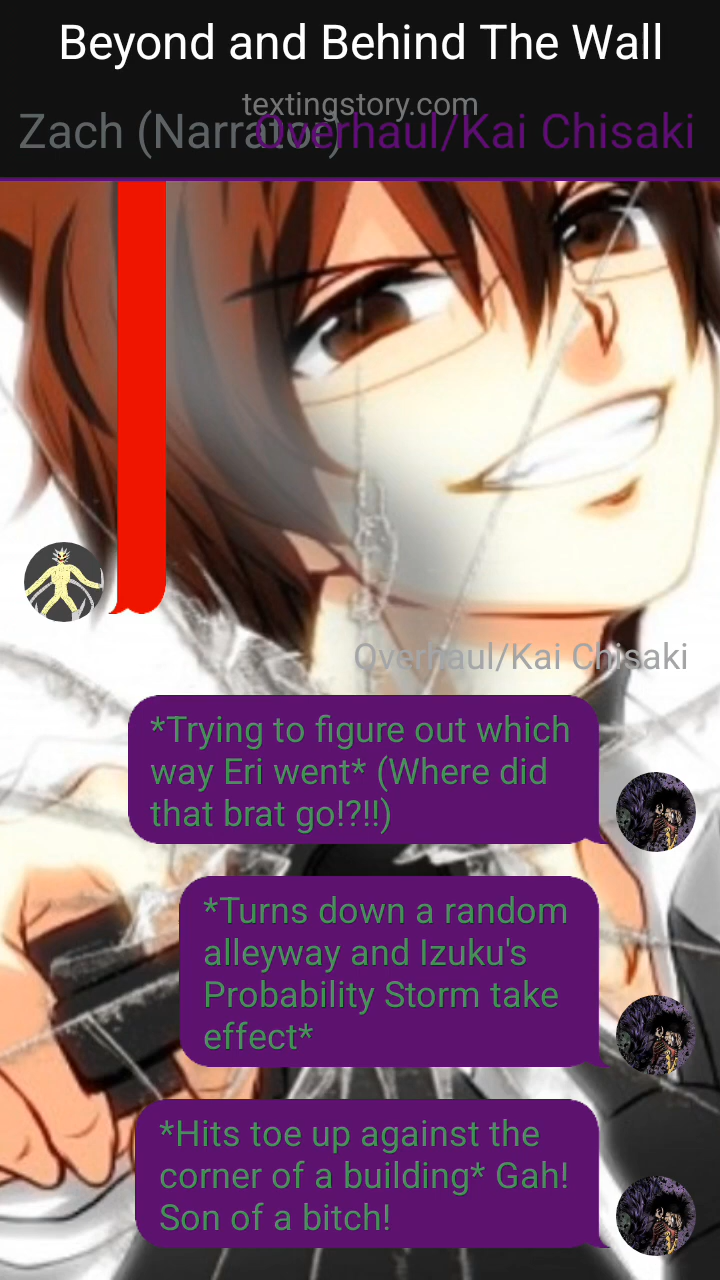 Beyond and Behind The Wall
textingstory.com
Zach (Narrator)
Overhaul/Kai Chisaki
Overhaul/Kai Chisaki
*Trying to figure out which
way Eri went* (Where did
that brat go!?!!)
*Turns down a random
alleyway and Izuku's
Probability Storm take
effect*
*Hits toe up against the
corner of a building* Gah!
Son of a bitch!